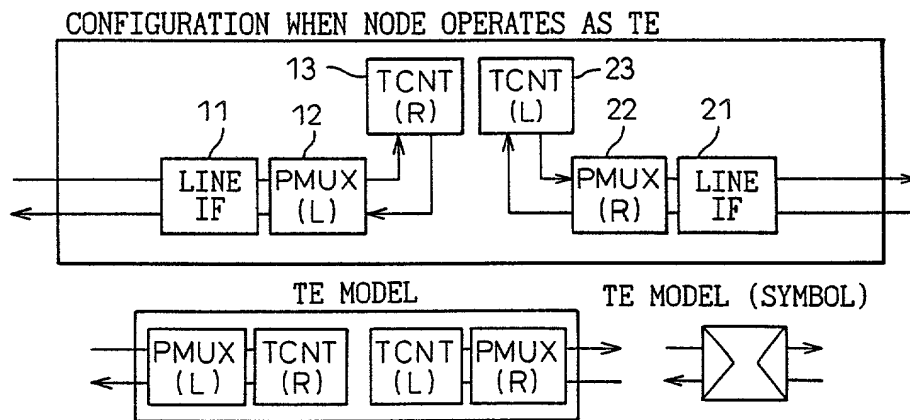 CONFIGURATION WHEN NODE OPERATES AS TE
13
TCNT
(R)
TCNT
(L)
23
11
12
22
21
LINE
IF
PMUX
(L)
PMUX
(R)
LINE
IF
TE MODEL
TE MODEL (SYMBOL)
PMUX
(L)
TCNT
(R)
TCNT
(L)
PMUX
(R)